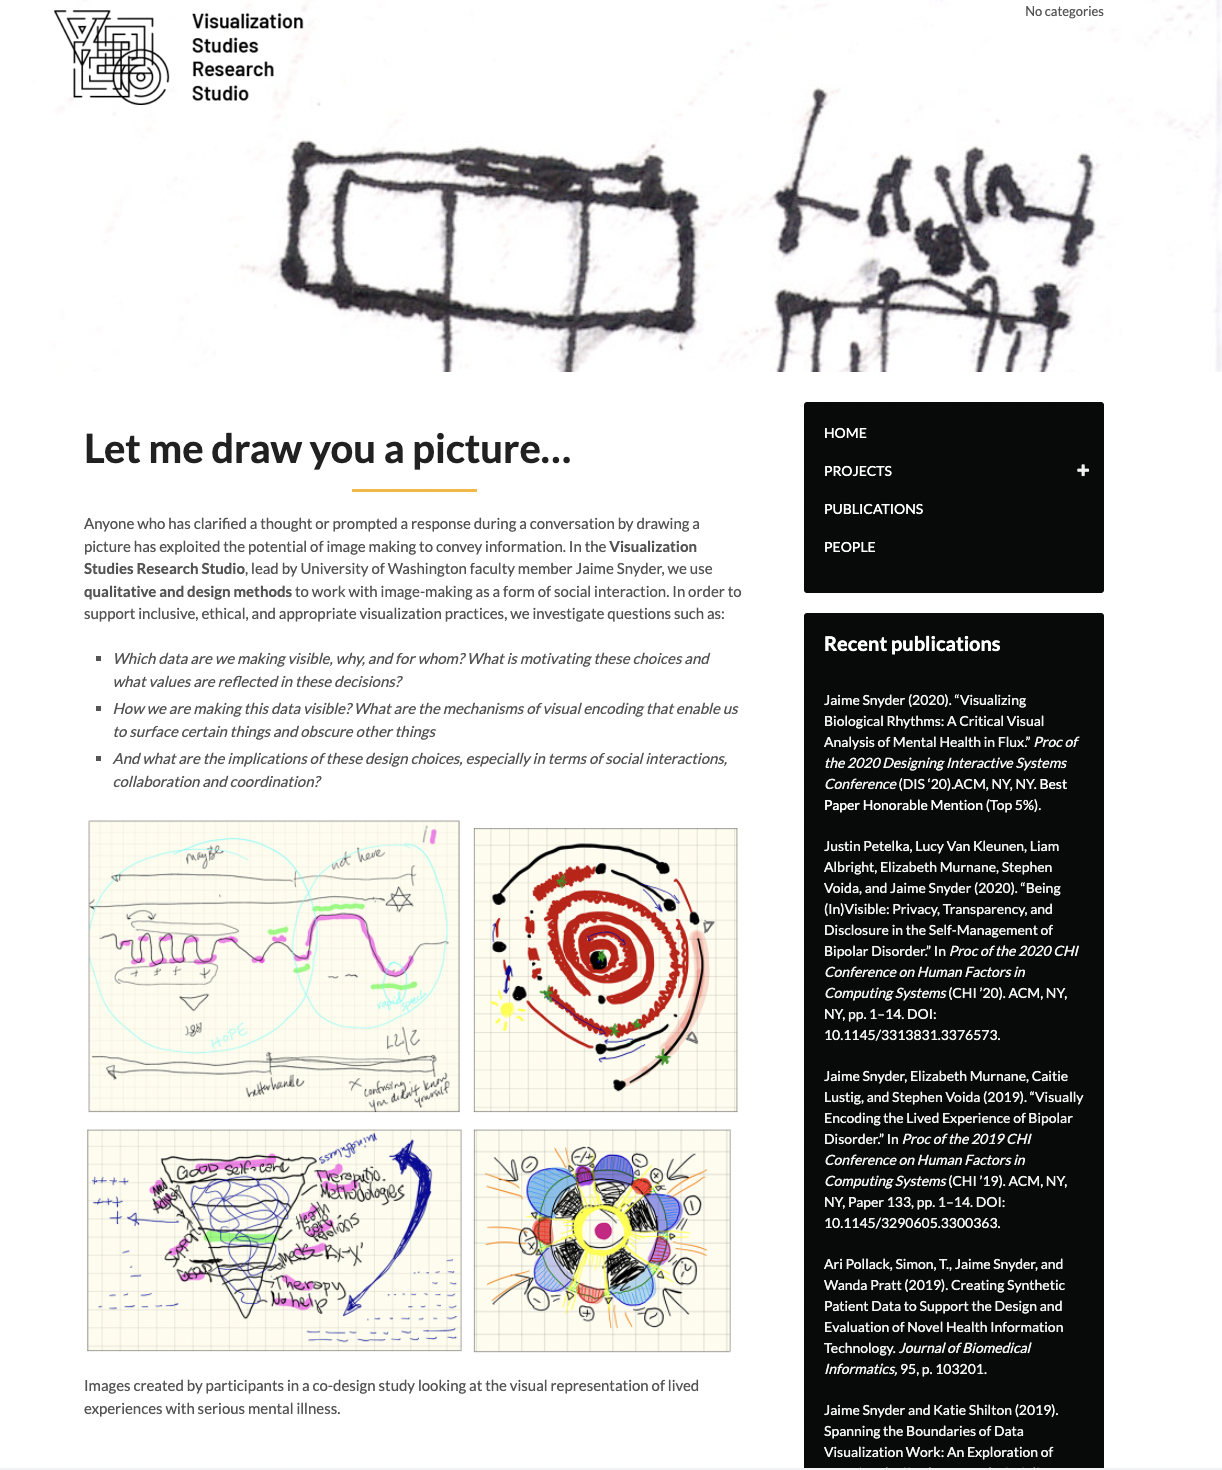 Visualization
Studies
Research
Studio
No categories
Let me draw you a picture...
Anyone who has clarified a thought or prompted a response during a conversation by drawing a
picture has exploited the potential of image making to convey information. In the Visualization
Studies Research Studio, lead by University of Washington faculty member Jaime Snyder, we use
qualitative and design methods to work with image-making as a form of social interaction. In order to
support inclusive, ethical, and appropriate visualization practices, we investigate questions such as:
Which data are we making visible, why, and for whom? What is motivating these choices and
what values are reflected in these decisions?
How we are making this data visible? What are the mechanisms of visual encoding that enable us
to surface certain things and obscure other things
And what are the implications of these design choices, especially in terms of social interactions,
collaboration and coordination?
maybe
not here
HOPE
rapid
2/27
better handle
confusing
you didn't know
yourself
mindfulness
Good self-care
Theraputic
Methodologies
Health
Support
Group
Meds Rx-x'
Therapy
No help
Images created by participants in a co-design study looking at the visual representation of lived
experiences with serious mental illness.
HOME
PROJECTS
PUBLICATIONS
PEOPLE
Recent publications
Jaime Snyder (2020). “Visualizing
Biological Rhythms: A Critical Visual
Analysis of Mental Health in Flux.” Proc of
the 2020 Designing Interactive Systems
Conference (DIS ‘20).ACM, NY, NY. Best
Paper Honorable Mention (Top 5%).
Justin Petelka, Lucy Van Kleunen, Liam
Albright, Elizabeth Murnane, Stephen
Voida, and Jaime Snyder (2020). “Being
(In)Visible: Privacy, Transparency, and
Disclosure in the Self-Management of
Bipolar Disorder.” In Proc of the 2020 CHI
Conference on Human Factors in
Computing Systems (CHI ’20). ACM, NY,
NY, pp. 1–14. DOI:
10.1145/3313831.3376573.
Jaime Snyder, Elizabeth Murnane, Caitie
Lustig, and Stephen Voida (2019). “Visually
Encoding the Lived Experience of Bipolar
Disorder.” In Proc of the 2019 CHI
Conference on Human Factors in
Computing Systems (CHI ’19). ACM, NY,
NY, Paper 133, pp. 1–14. DOI:
10.1145/3290605.3300363.
Ari Pollack, Simon, T., Jaime Snyder, and
Wanda Pratt (2019). Creating Synthetic
Patient Data to Support the Design and
Evaluation of Novel Health Information
Technology. Journal of Biomedical
Informatics, 95, p. 103201.
Jaime Snyder and Katie Shilton (2019).
Spanning the Boundaries of Data
Visualization Work: An Exploration of